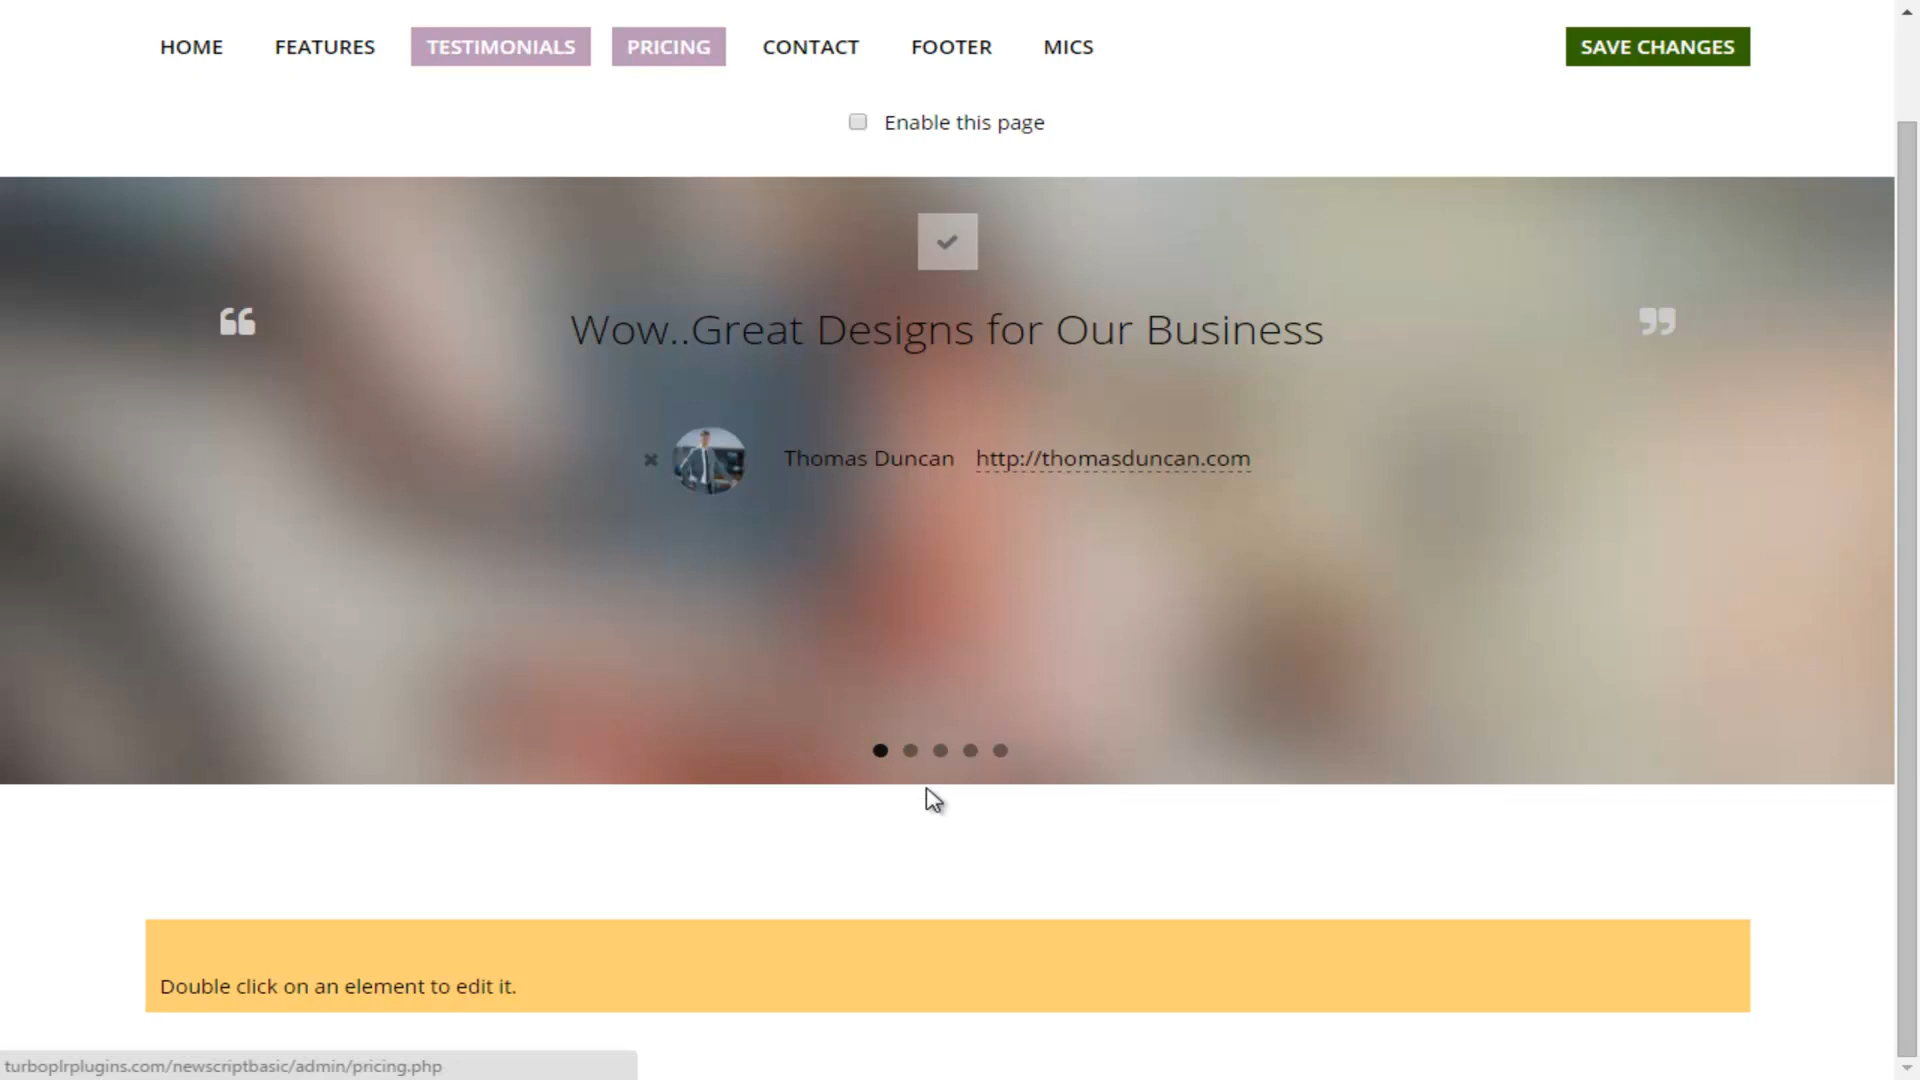 HOME FEATURES TESTIMONIALS PRICING CONTACT FOOTER MICS SAVE CHANGES
Enable this page
Wow..Great Designs for Our Business
Thomas Duncan http://thomasduncan.com
Double click on an element to edit it.
turboplrplugins.com/newscriptbasic/admin/pricing.php